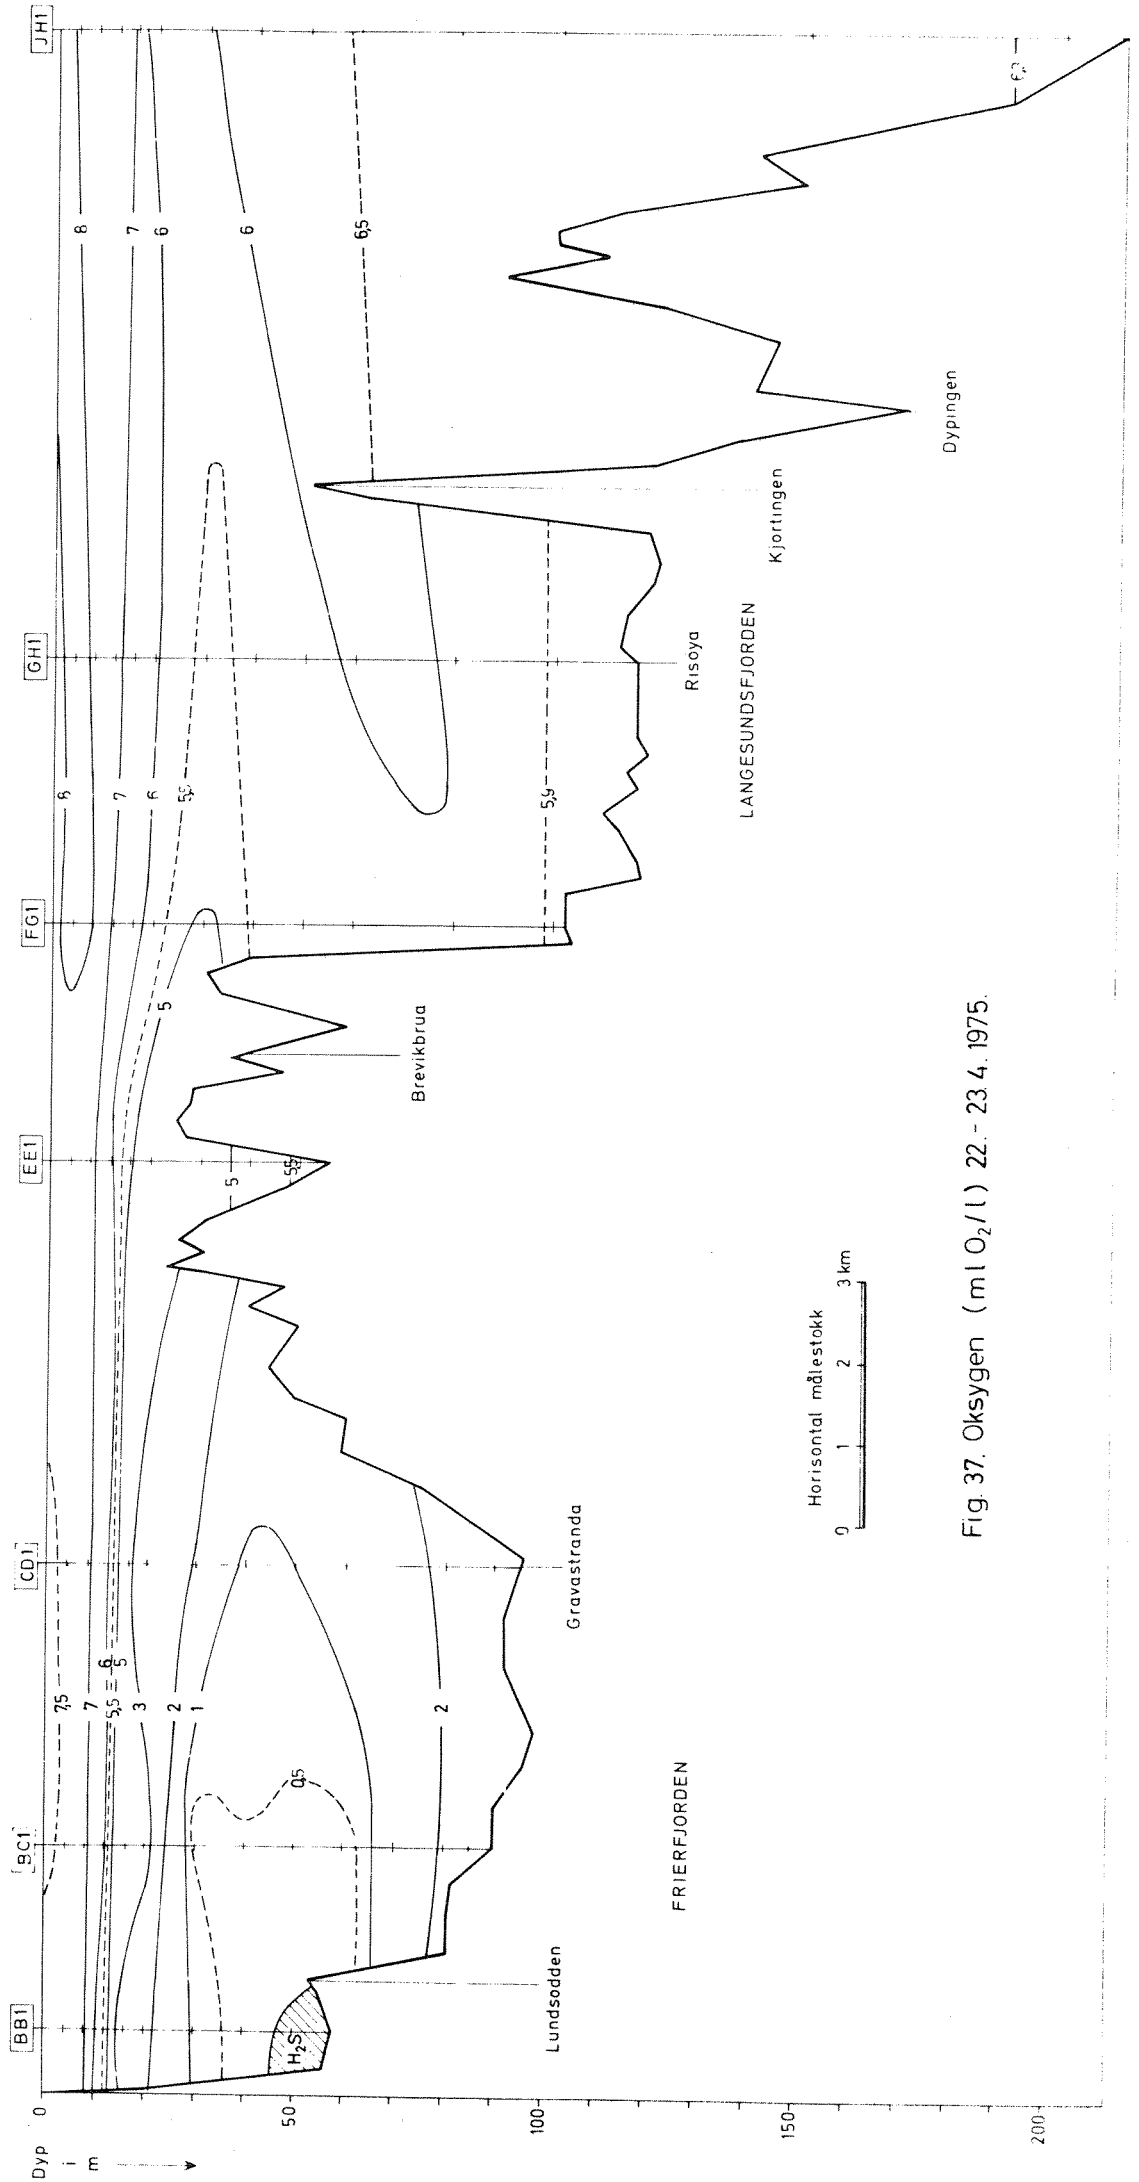 BB1
BC1
CD1
EE1
FG1
GH1
JH1
Dyp
i
m
0
50
100
150
200
7,5
7
6
5,5
5
3
2
1
0,5
2
H₂S
5
5,5
5
8
7
6
5,9
8
7
6
6
6,5
5,9
Lundsodden
Gravastranda
Brevikbrua
Risøya
Kjørtingen
Dypingen
FRIERFJORDEN
LANGESUNDSFJORDEN
Horisontal målestokk
0 1 2 3 km
Fig. 37. Oksygen (ml O₂/l) 22.- 23.4. 1975.